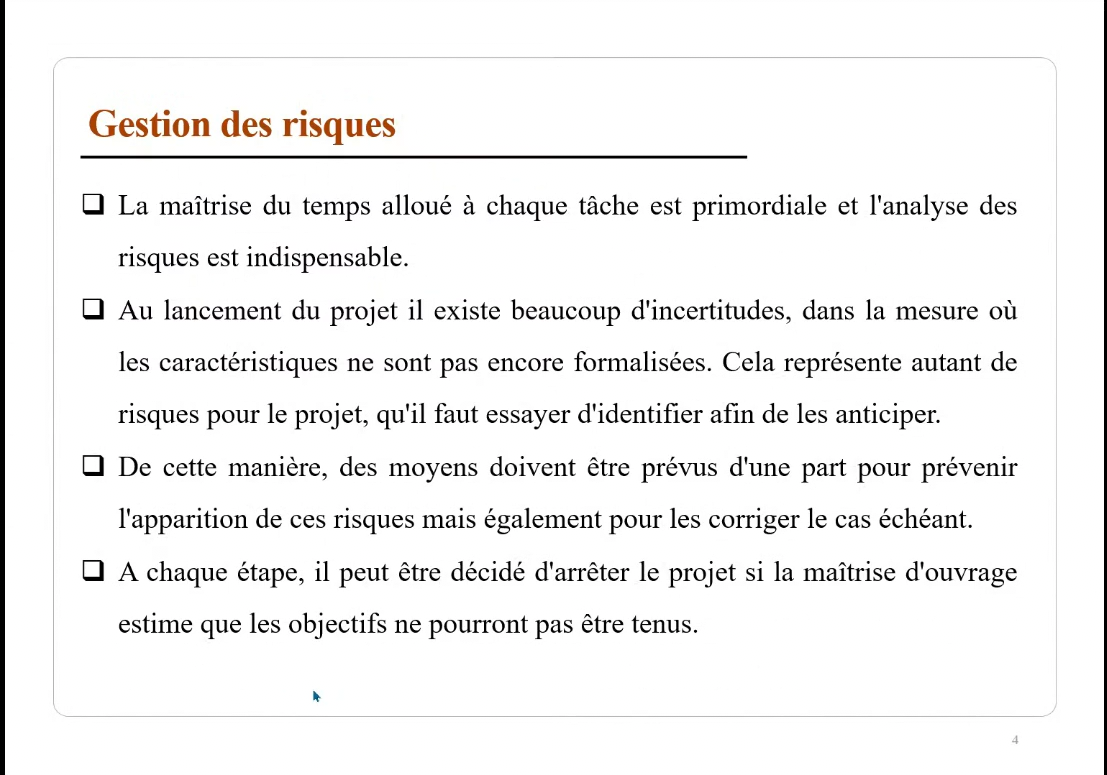 Gestion des risques
La maîtrise du temps alloué à chaque tâche est primordiale et l'analyse des
risques est indispensable.
Au lancement du projet il existe beaucoup d'incertitudes, dans la mesure où
les caractéristiques ne sont pas encore formalisées. Cela représente autant de
risques pour le projet, qu'il faut essayer d'identifier afin de les anticiper.
De cette manière, des moyens doivent être prévus d'une part pour prévenir
l'apparition de ces risques mais également pour les corriger le cas échéant.
A chaque étape, il peut être décidé d'arrêter le projet si la maîtrise d'ouvrage
estime que les objectifs ne pourront pas être tenus.
4